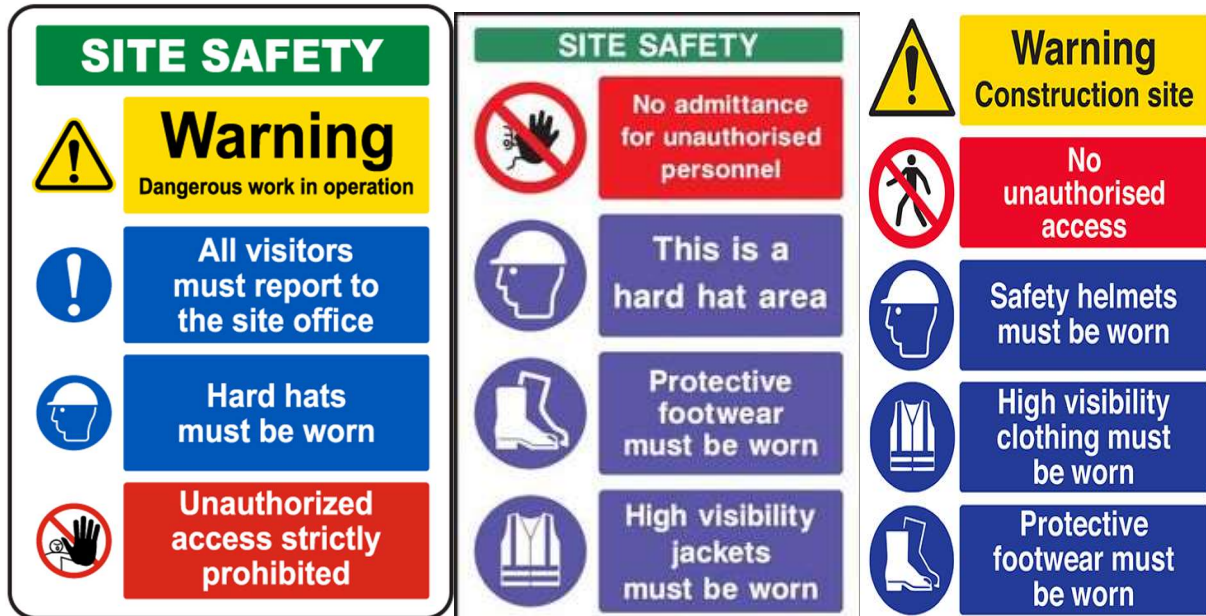 SITE SAFETY
Warning
Dangerous work in operation
All visitors
must report to
the site office
Hard hats
must be worn
Unauthorized
access strictly
prohibited
SITE SAFETY
No admittance
for unauthorised
personnel
This is a
hard hat area
Protective
footwear
must be worn
High visibility
jackets
must be worn
Warning
Construction site
No
unauthorised
access
Safety helmets
must be worn
High visibility
clothing must
be worn
Protective
footwear must
be worn